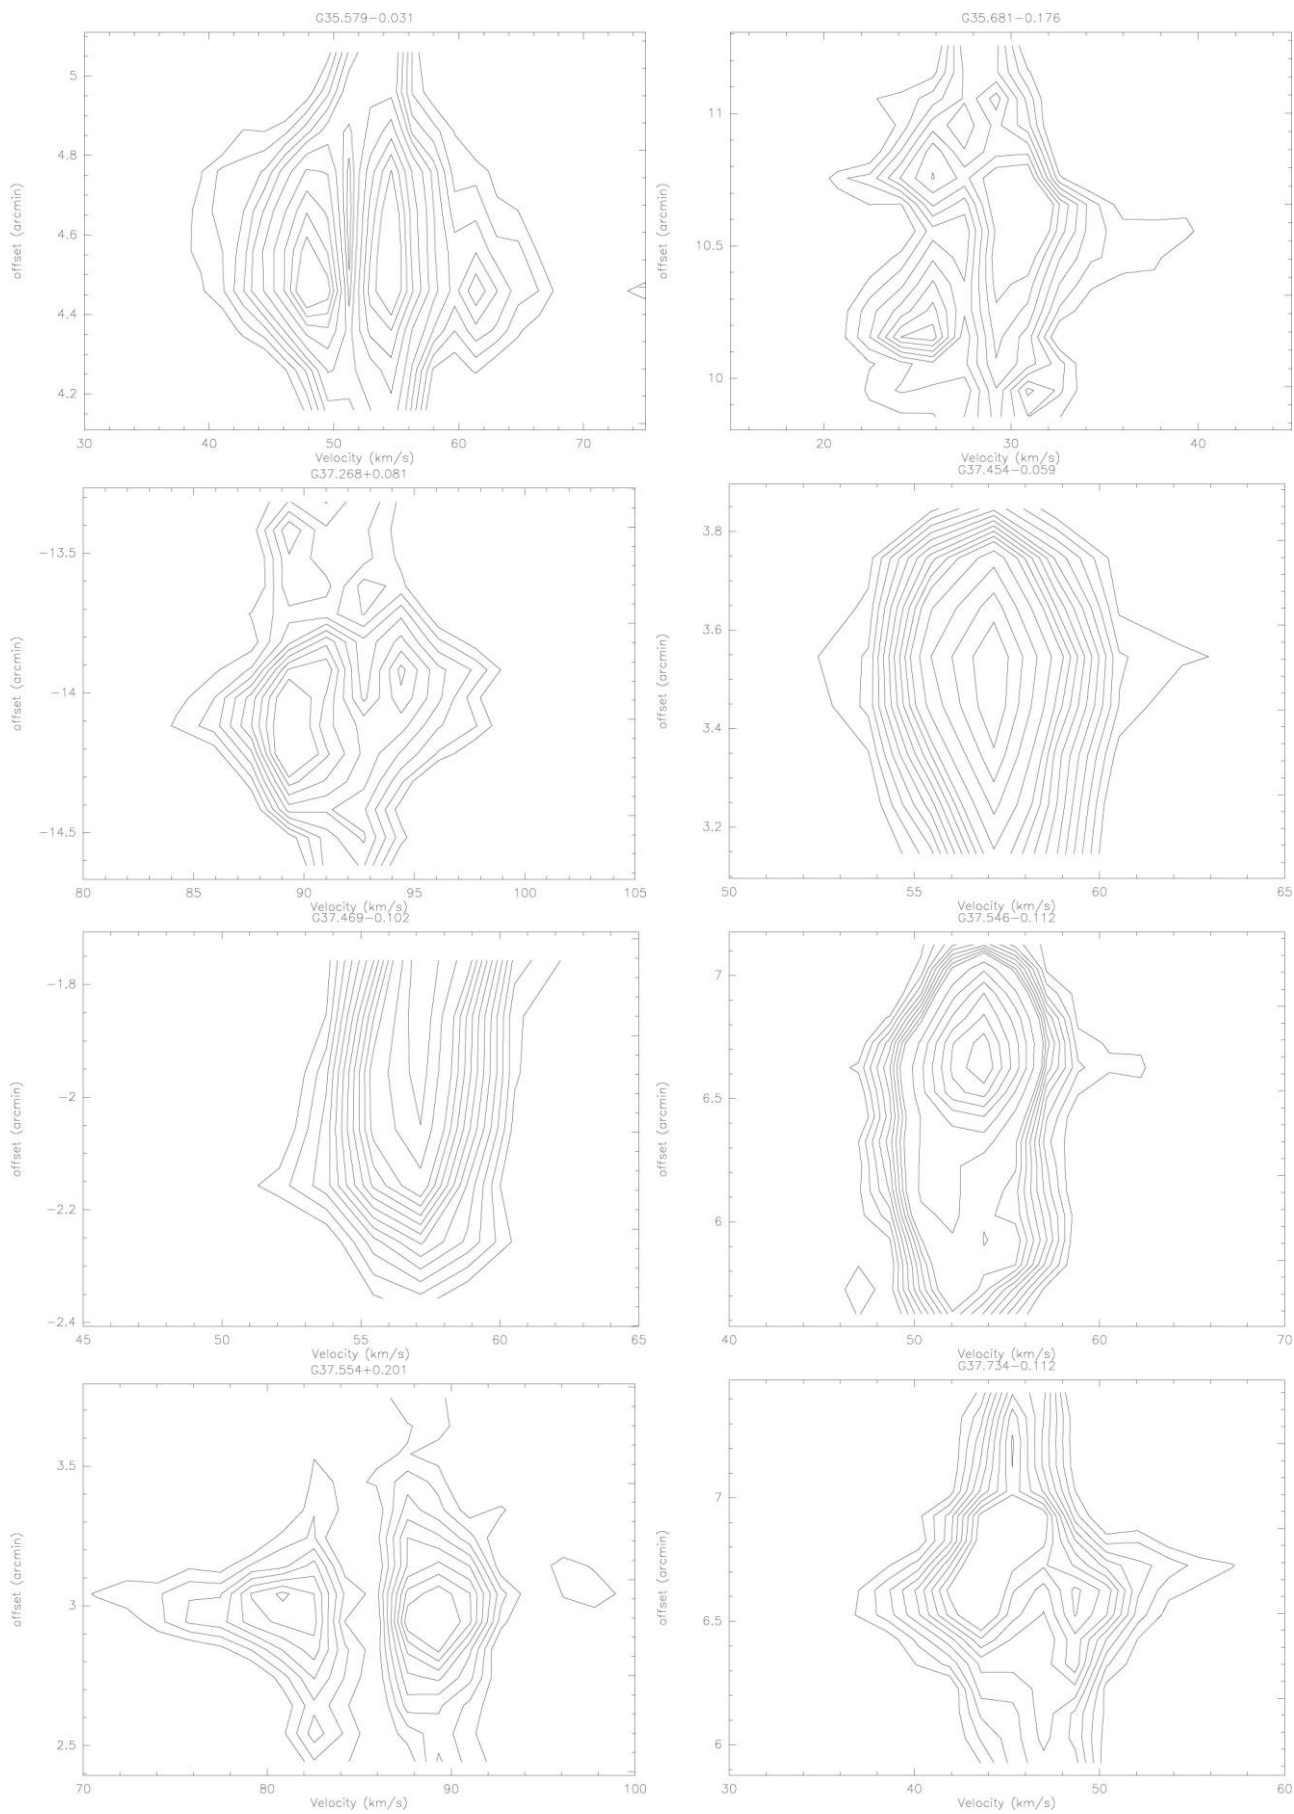 G35.579−0.031
5
4.8
4.6
4.4
4.2
offset (arcmin)
30 40 50 60 70
Velocity (km/s)
G35.681−0.176
11
10.5
10
offset (arcmin)
20 30 40
Velocity (km/s)
G37.268+0.081
−13.5
−14
−14.5
offset (arcmin)
80 85 90 95 100 105
Velocity (km/s)
G37.454−0.059
3.8
3.6
3.4
3.2
offset (arcmin)
50 55 60 65
Velocity (km/s)
G37.469−0.102
−1.8
−2
−2.2
−2.4
offset (arcmin)
45 50 55 60 65
Velocity (km/s)
G37.546−0.112
7
6.5
6
offset (arcmin)
40 50 60 70
Velocity (km/s)
G37.554+0.201
3.5
3
2.5
offset (arcmin)
70 80 90 100
Velocity (km/s)
G37.734−0.112
7
6.5
6
offset (arcmin)
30 40 50 60
Velocity (km/s)